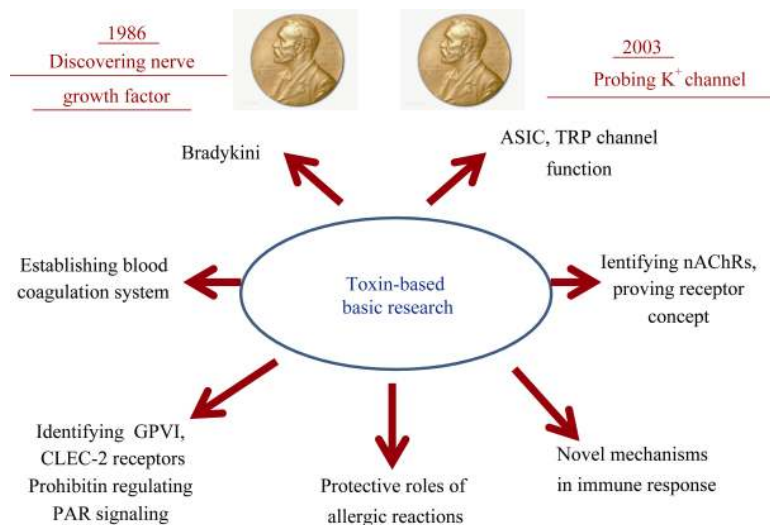 1986
Discovering nerve
growth factor
2003
Probing K⁺ channel
Bradykini
ASIC, TRP channel
function
Establishing blood
coagulation system
Toxin-based
basic research
Ientifying nAChRs,
proving receptor
concept
Identifying GPVI,
CLEC-2 receptors
Prohibitin regulating
PAR signaling
Protective roles of
allergic reactions
Novel mechanisms
in immune response